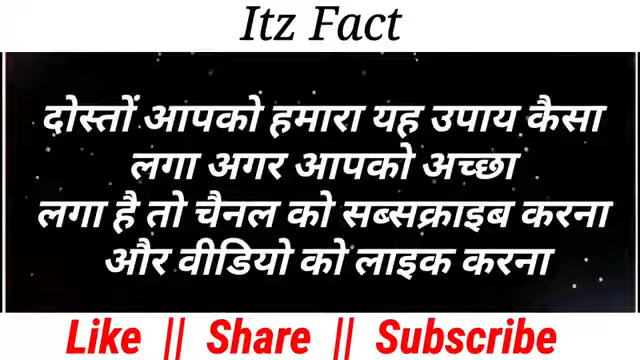 Itz Fact
दोस्तों आपको हमारा यह उपाय कैसा
लगा अगर आपको अच्छा
लगा है तो चैनल को सब्सक्राइब करना
और वीडियो को लाइक करना
Like || Share || Subscribe